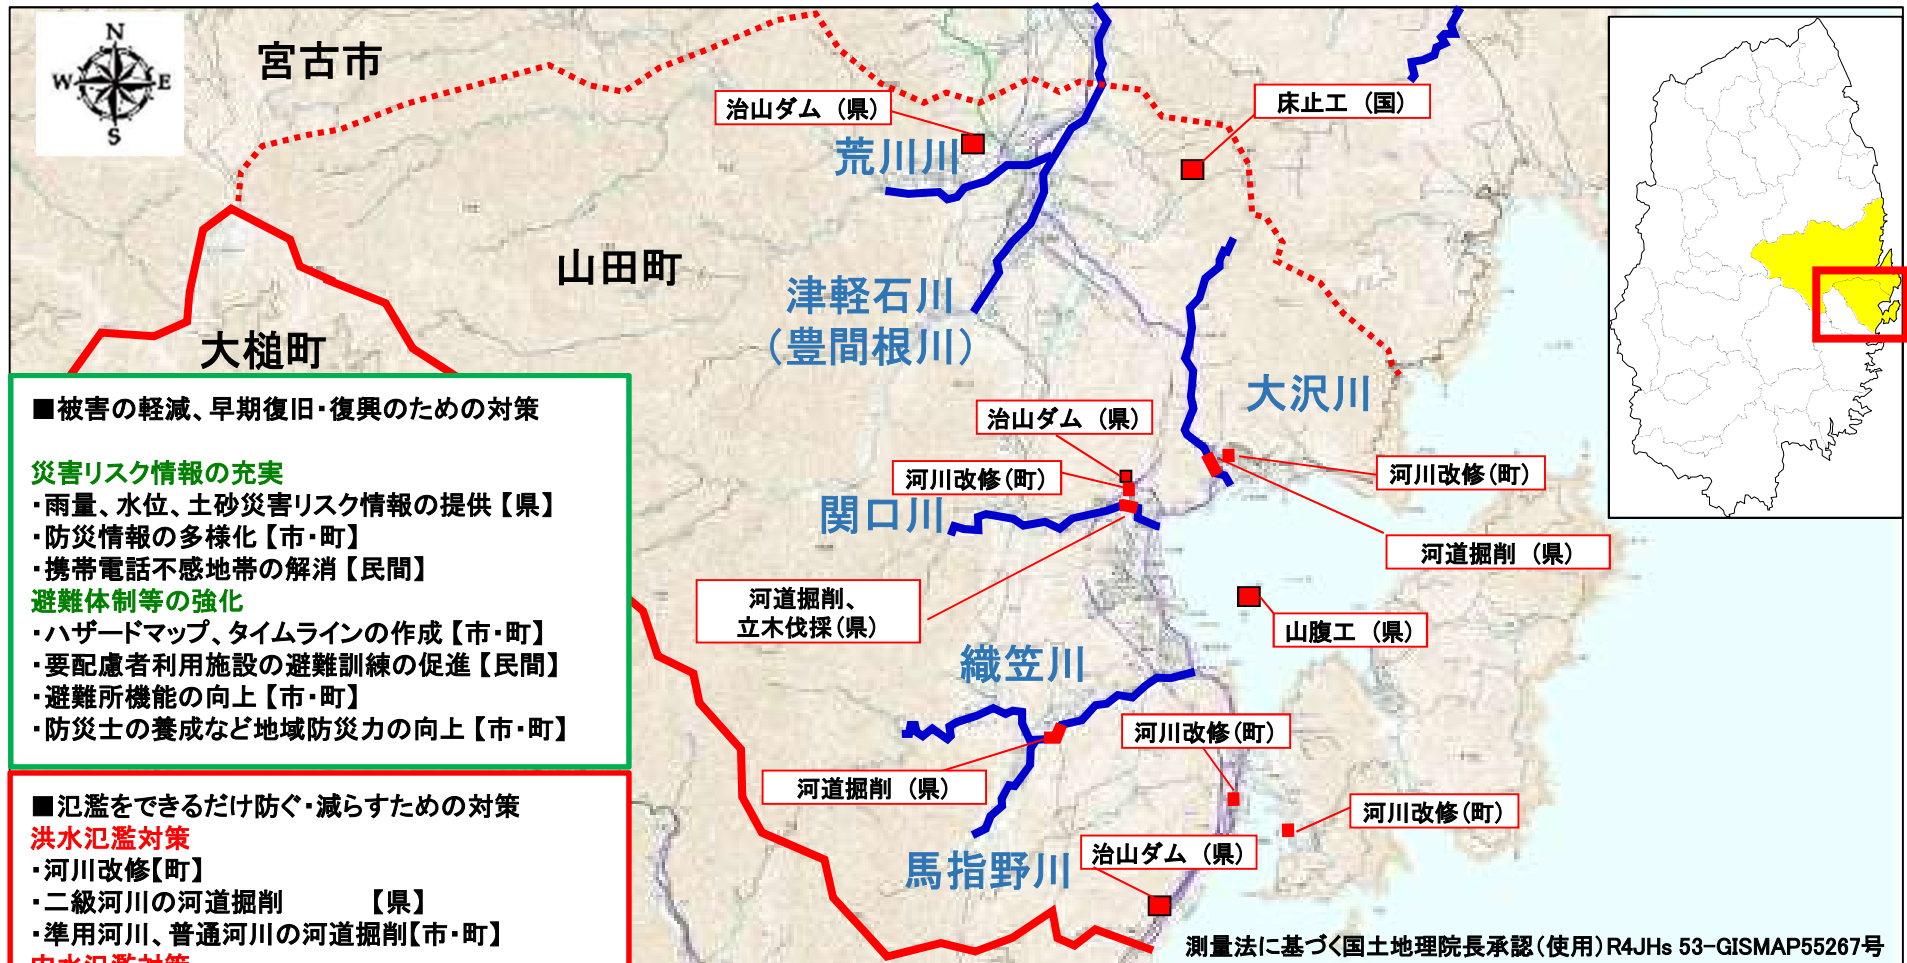 N
W E
S
宮古市
治山ダム（県）
床止工（国）
荒川川
山田町
津軽石川
（豊間根川）
大槌町
大沢川
■被害の軽減、早期復旧・復興のための対策
災害リスク情報の充実
・雨量、水位、土砂災害リスク情報の提供【県】
・防災情報の多様化【市・町】
・携帯電話不感地帯の解消【民間】
避難体制等の強化
・ハザードマップ、タイムラインの作成【市・町】
・要配慮者利用施設の避難訓練の促進【民間】
・避難所機能の向上【市・町】
・防災士の養成など地域防災力の向上【市・町】
治山ダム（県）
河川改修(町)
河川改修(町)
関口川
河道掘削（県）
河道掘削、
立木伐採(県)
山腹工（県）
織笠川
河川改修(町)
河道掘削（県）
河川改修(町)
治山ダム（県）
馬指野川
■氾濫をできるだけ防ぐ・減らすための対策
洪水氾濫対策
・河川改修【町】
・二級河川の河道掘削　　　【県】
・準用河川、普通河川の河道掘削【市・町】
内水氾濫対策
測量法に基づく国土地理院長承認(使用)R4JHs 53-GISMAP55267号